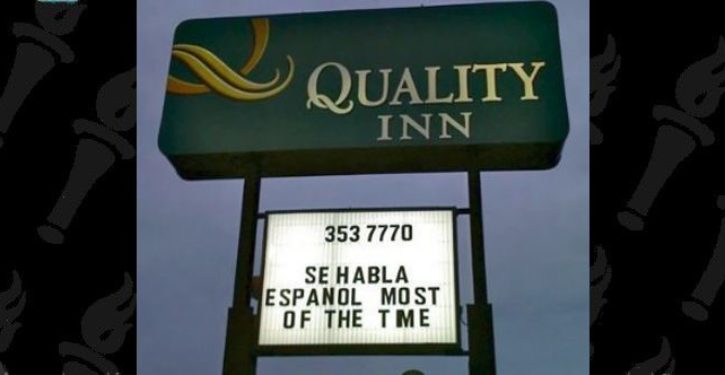 QUALITY
INN
353 7770
SE HABLA
ESPANOL MOST
OF THE TME